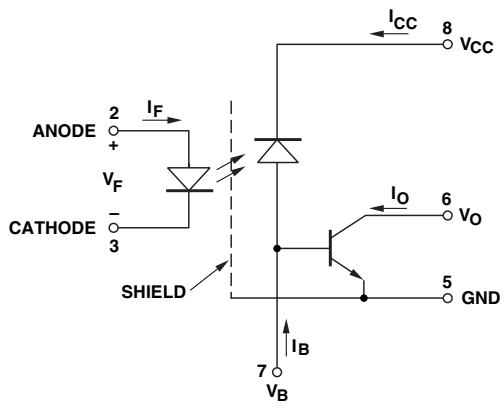 I_CC
8
V_CC
2
I_F
ANODE
+
V_F
I_O
6
V_O
–
CATHODE
3
5
GND
SHIELD
I_B
7
V_B